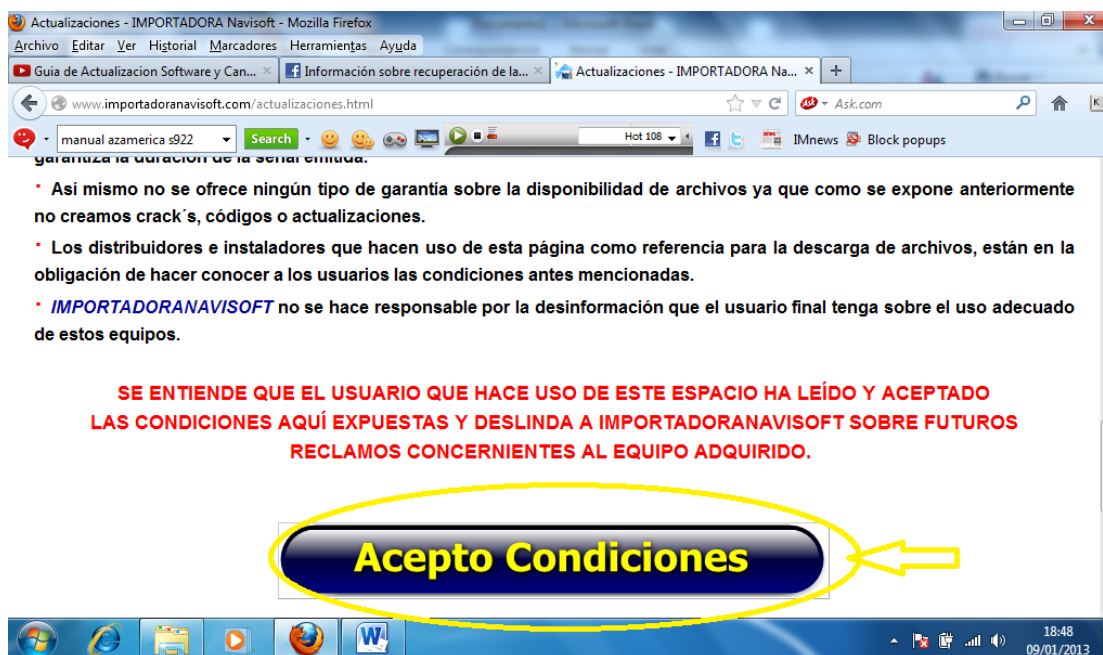 Actualizaciones - IMPORTADORA Navisoft - Mozilla Firefox
Archivo Editar Ver Historial Marcadores Herramientas Ayuda
Guia de Actualizacion Software y Can... Información sobre recuperación de la... Actualizaciones - IMPORTADORA Na...
www.importadoranavisoft.com/actualizaciones.html Ask.com
manual azamerica s922 Search Hot 108 IMnews Block popups
garantiza la duración de la señal emitida.
Así mismo no se ofrece ningún tipo de garantía sobre la disponibilidad de archivos ya que como se expone anteriormente
no creamos crack´s, códigos o actualizaciones.
Los distribuidores e instaladores que hacen uso de esta página como referencia para la descarga de archivos, están en la
obligación de hacer conocer a los usuarios las condiciones antes mencionadas.
IMPORTADORANAVISOFT no se hace responsable por la desinformación que el usuario final tenga sobre el uso adecuado
de estos equipos.
SE ENTIENDE QUE EL USUARIO QUE HACE USO DE ESTE ESPACIO HA LEÍDO Y ACEPTADO
LAS CONDICIONES AQUÍ EXPUESTAS Y DESLINDA A IMPORTADORANAVISOFT SOBRE FUTUROS
RECLAMOS CONCERNIENTES AL EQUIPO ADQUIRIDO.
Acepto Condiciones
18:48
09/01/2013